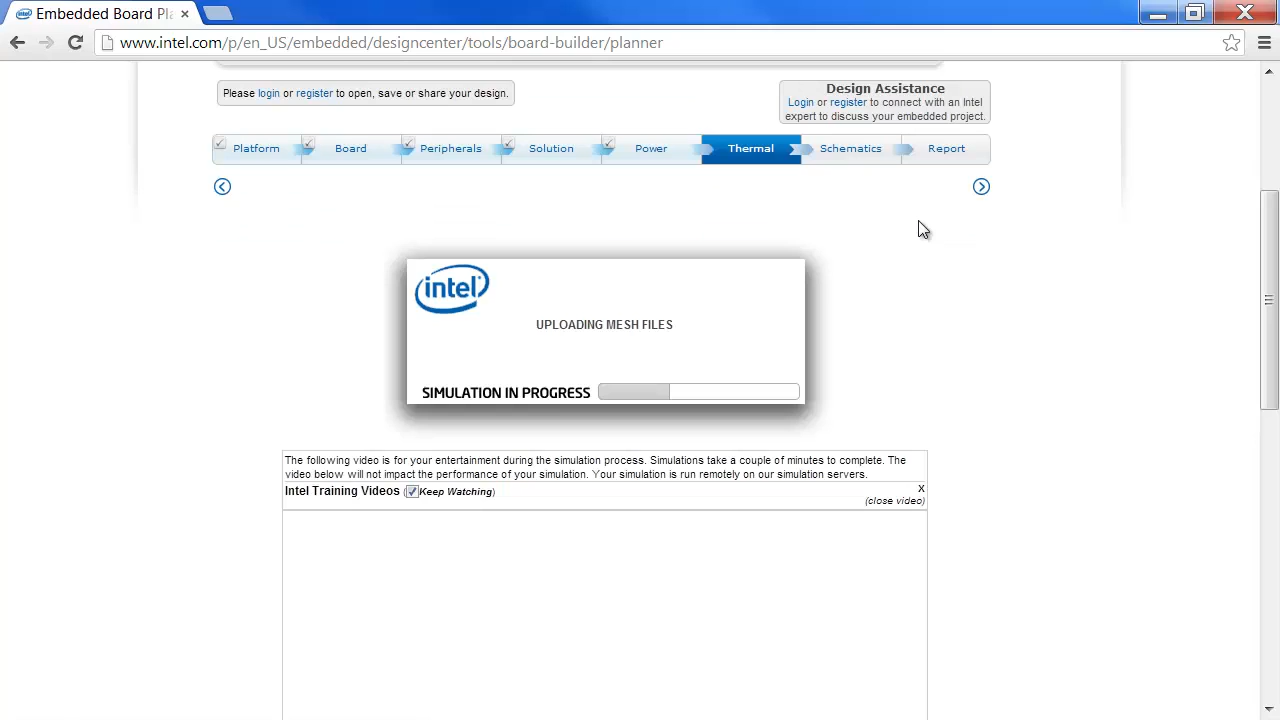 Embedded Board Pla
www.intel.com/p/en_US/embedded/designcenter/tools/board-builder/planner
Please login or register to open, save or share your design.
Design Assistance
Login or register to connect with an Intel
expert to discuss your embedded project.
Platform
Board
Peripherals
Solution
Power
Thermal
Schematics
Report
intel
UPLOADING MESH FILES
SIMULATION IN PROGRESS
The following video is for your entertainment during the simulation process. Simulations take a couple of minutes to complete. The
video below will not impact the performance of your simulation. Your simulation is run remotely on our simulation servers.
Intel Training Videos (Keep Watching)
X
(close video)